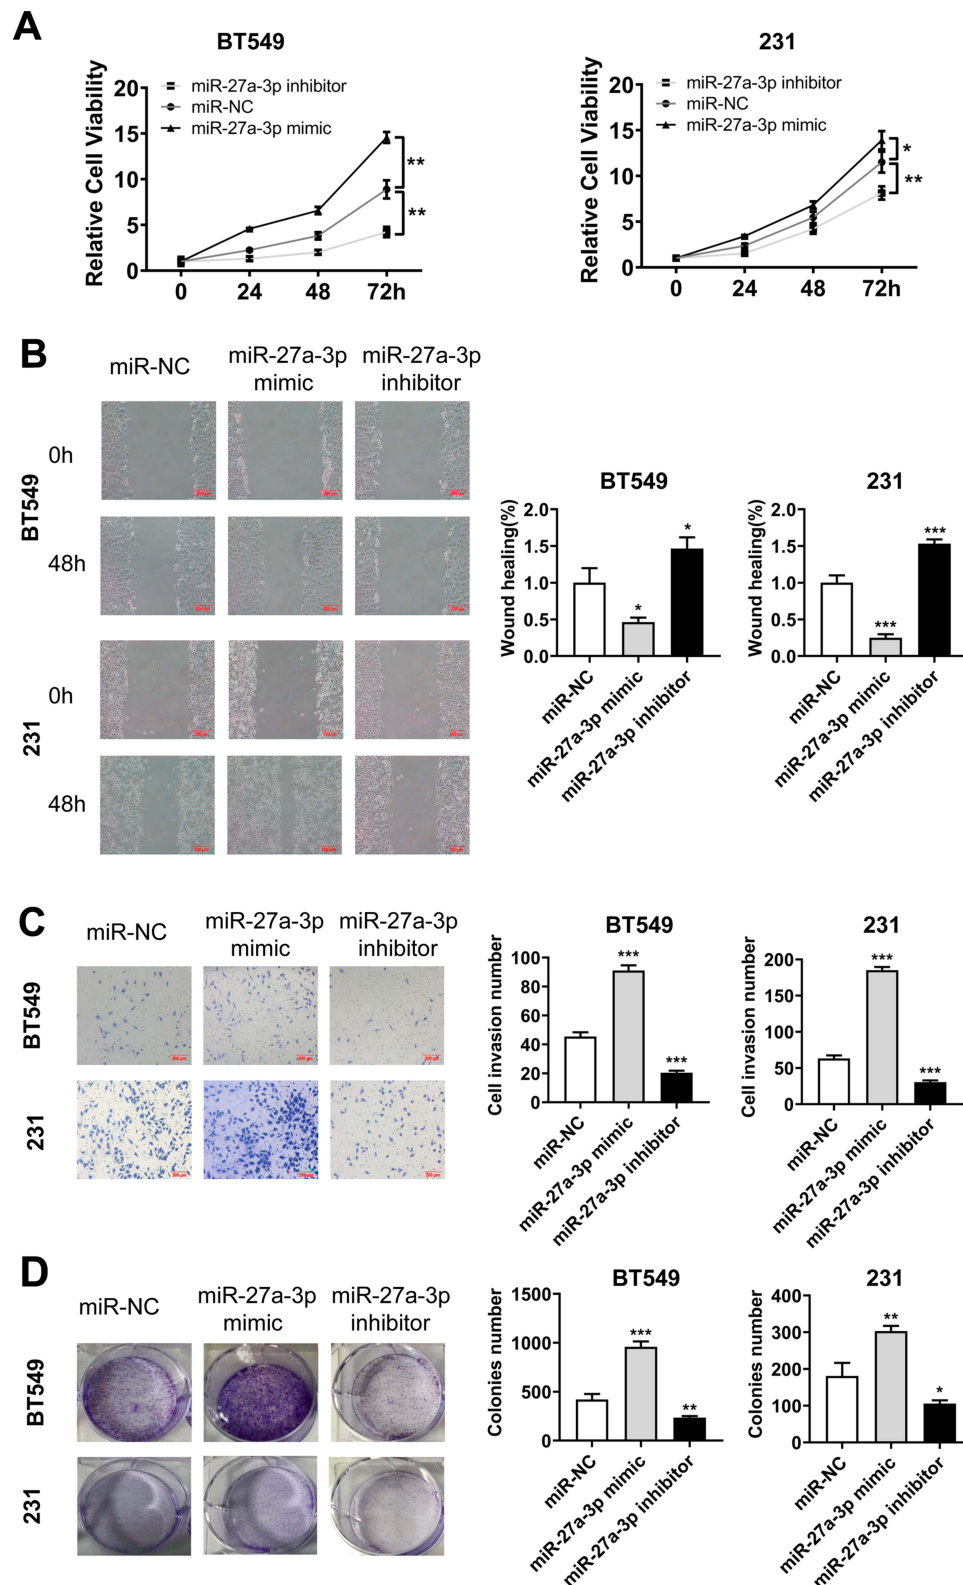 A
BT549
Relative Cell Viability
20
15
10
5
0
miR-27a-3p inhibitor
miR-NC
miR-27a-3p mimic
**
**
0 24 48 72h
231
Relative Cell Viability
20
15
10
5
0
miR-27a-3p inhibitor
miR-NC
miR-27a-3p mimic
*
**
0 24 48 72h
B
miR-NC
miR-27a-3p
mimic
miR-27a-3p
inhibitor
BT549
0h
48h
231
0h
48h
BT549
Wound healing(%)
2.0
1.5
1.0
0.5
0.0
*
*
miR-NC
miR-27a-3p mimic
miR-27a-3p inhibitor
231
Wound healing(%)
2.0
1.5
1.0
0.5
0.0
***
***
miR-NC
miR-27a-3p mimic
miR-27a-3p inhibitor
C
miR-NC
miR-27a-3p
mimic
miR-27a-3p
inhibitor
BT549
231
BT549
Cell invasion number
100
80
60
40
20
0
***
***
miR-NC
miR-27a-3p mimic
miR-27a-3p inhibitor
231
Cell invasion number
200
150
100
50
0
***
***
miR-NC
miR-27a-3p mimic
miR-27a-3p inhibitor
D
miR-NC
miR-27a-3p
mimic
miR-27a-3p
inhibitor
BT549
231
BT549
Colonies number
1500
1000
500
0
***
**
miR-NC
miR-27a-3p mimic
miR-27a-3p inhibitor
231
Colonies number
400
300
200
100
0
**
*
miR-NC
miR-27a-3p mimic
miR-27a-3p inhibitor